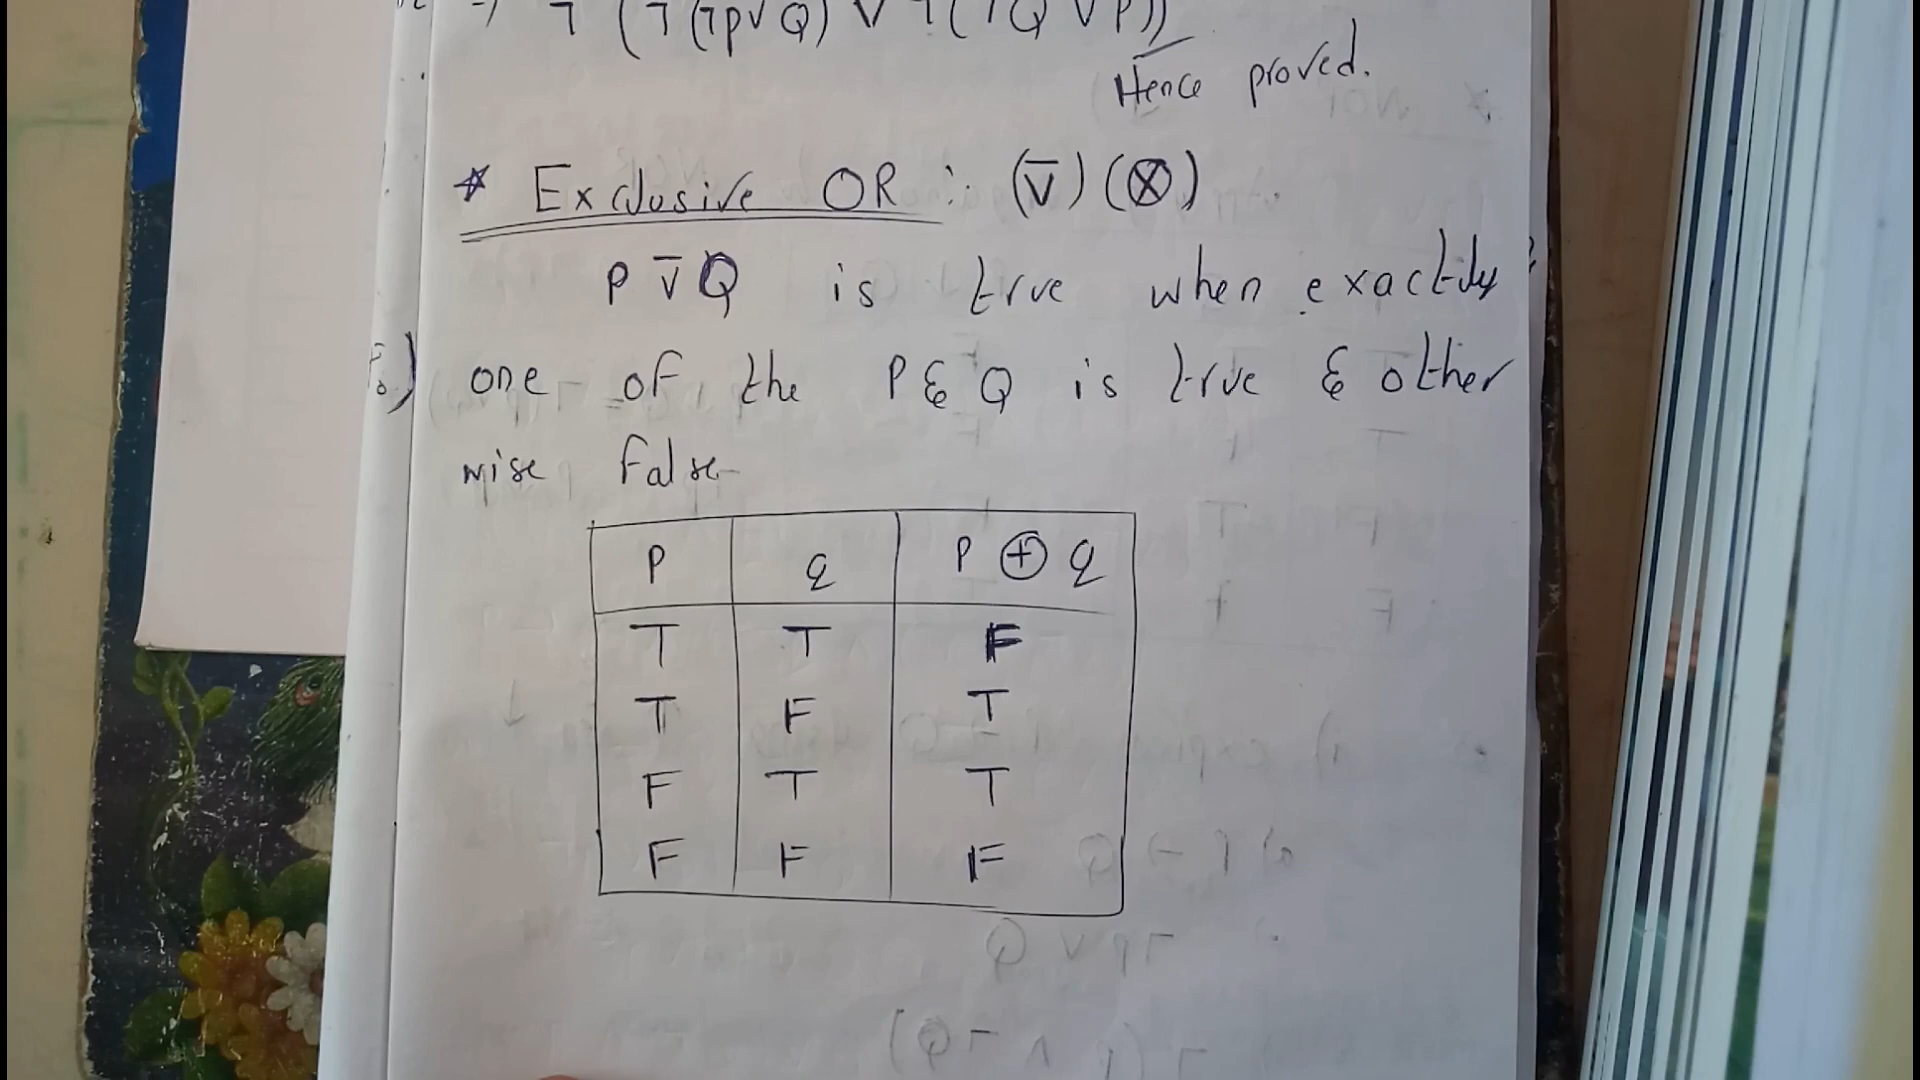 ⇒ ¬ (¬(¬p∨Q) ∨ ¬(¬Q ∨ P))
Hence proved.
* Exclusive OR : (⊽) (⊗)
P ⊽ Q is true when exactly
one of the P & Q is true & other
wise false
P Q P ⊕ Q
T T F
T F T
F T T
F F F